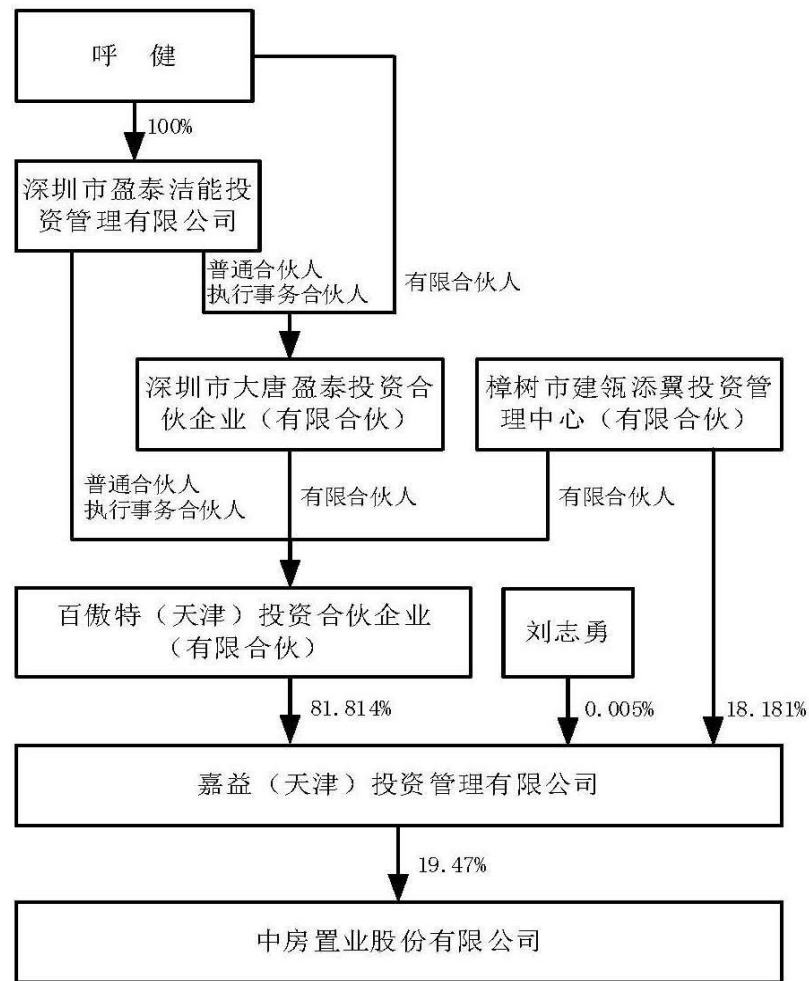 呼 健
100%
深圳市盈泰洁能投
资管理有限公司
普通合伙人
执行事务合伙人
有限合伙人
深圳市大唐盈泰投资合
伙企业（有限合伙）
樟树市建瓴添翼投资管
理中心（有限合伙）
普通合伙人
执行事务合伙人
有限合伙人
有限合伙人
百傲特（天津）投资合伙企业
（有限合伙）
刘志勇
81.814%
0.005%
18.181%
嘉益（天津）投资管理有限公司
19.47%
中房置业股份有限公司